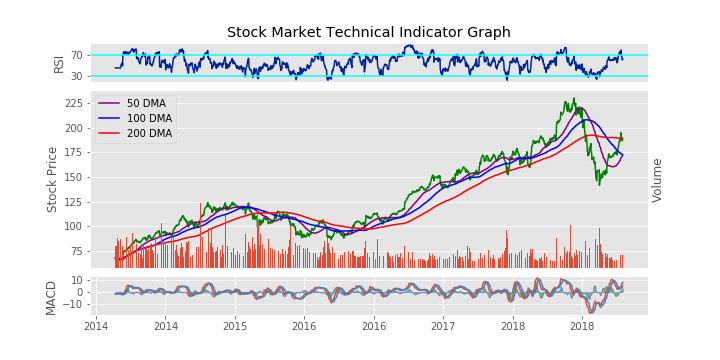 Stock Market Technical Indicator Graph
RSI
70
30
Stock Price
225
200
175
150
125
100
75
50 DMA
100 DMA
200 DMA
Volume
MACD
10
0
−10
2014
2014
2015
2016
2016
2017
2018
2018